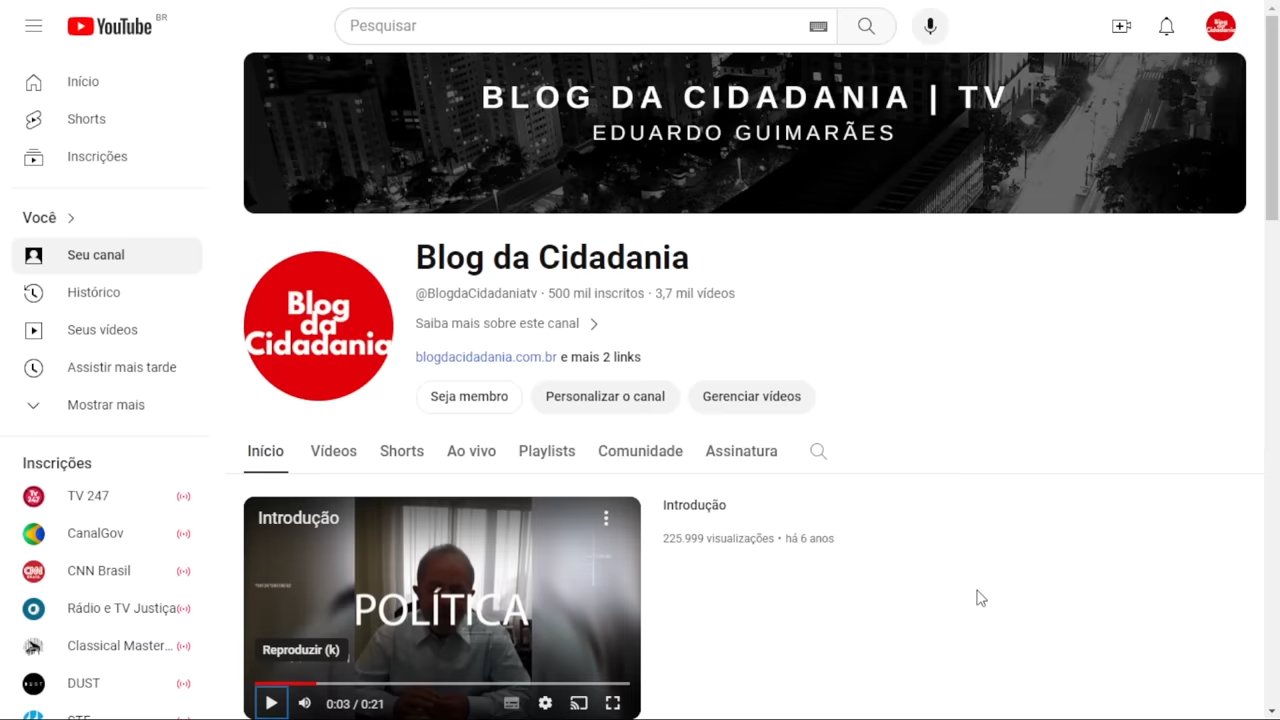 YouTube BR
Pesquisar
Início
Shorts
Inscrições
Você
Seu canal
Histórico
Seus vídeos
Assistir mais tarde
Mostrar mais
Inscrições
TV 247
CanalGov
CNN Brasil
Rádio e TV Justiça
Classical Master...
DUST
BLOG DA CIDADANIA | TV
EDUARDO GUIMARÃES
Blog da Cidadania
Blog
da
Cidadania
@BlogdaCidadaniatv · 500 mil inscritos · 3,7 mil vídeos
Saiba mais sobre este canal
blogdacidadania.com.br e mais 2 links
Seja membro
Personalizar o canal
Gerenciar vídeos
Início
Vídeos
Shorts
Ao vivo
Playlists
Comunidade
Assinatura
Introdução
POLÍTICA
Reproduzir (k)
0:03 / 0:21
Introdução
225.999 visualizações • há 6 anos